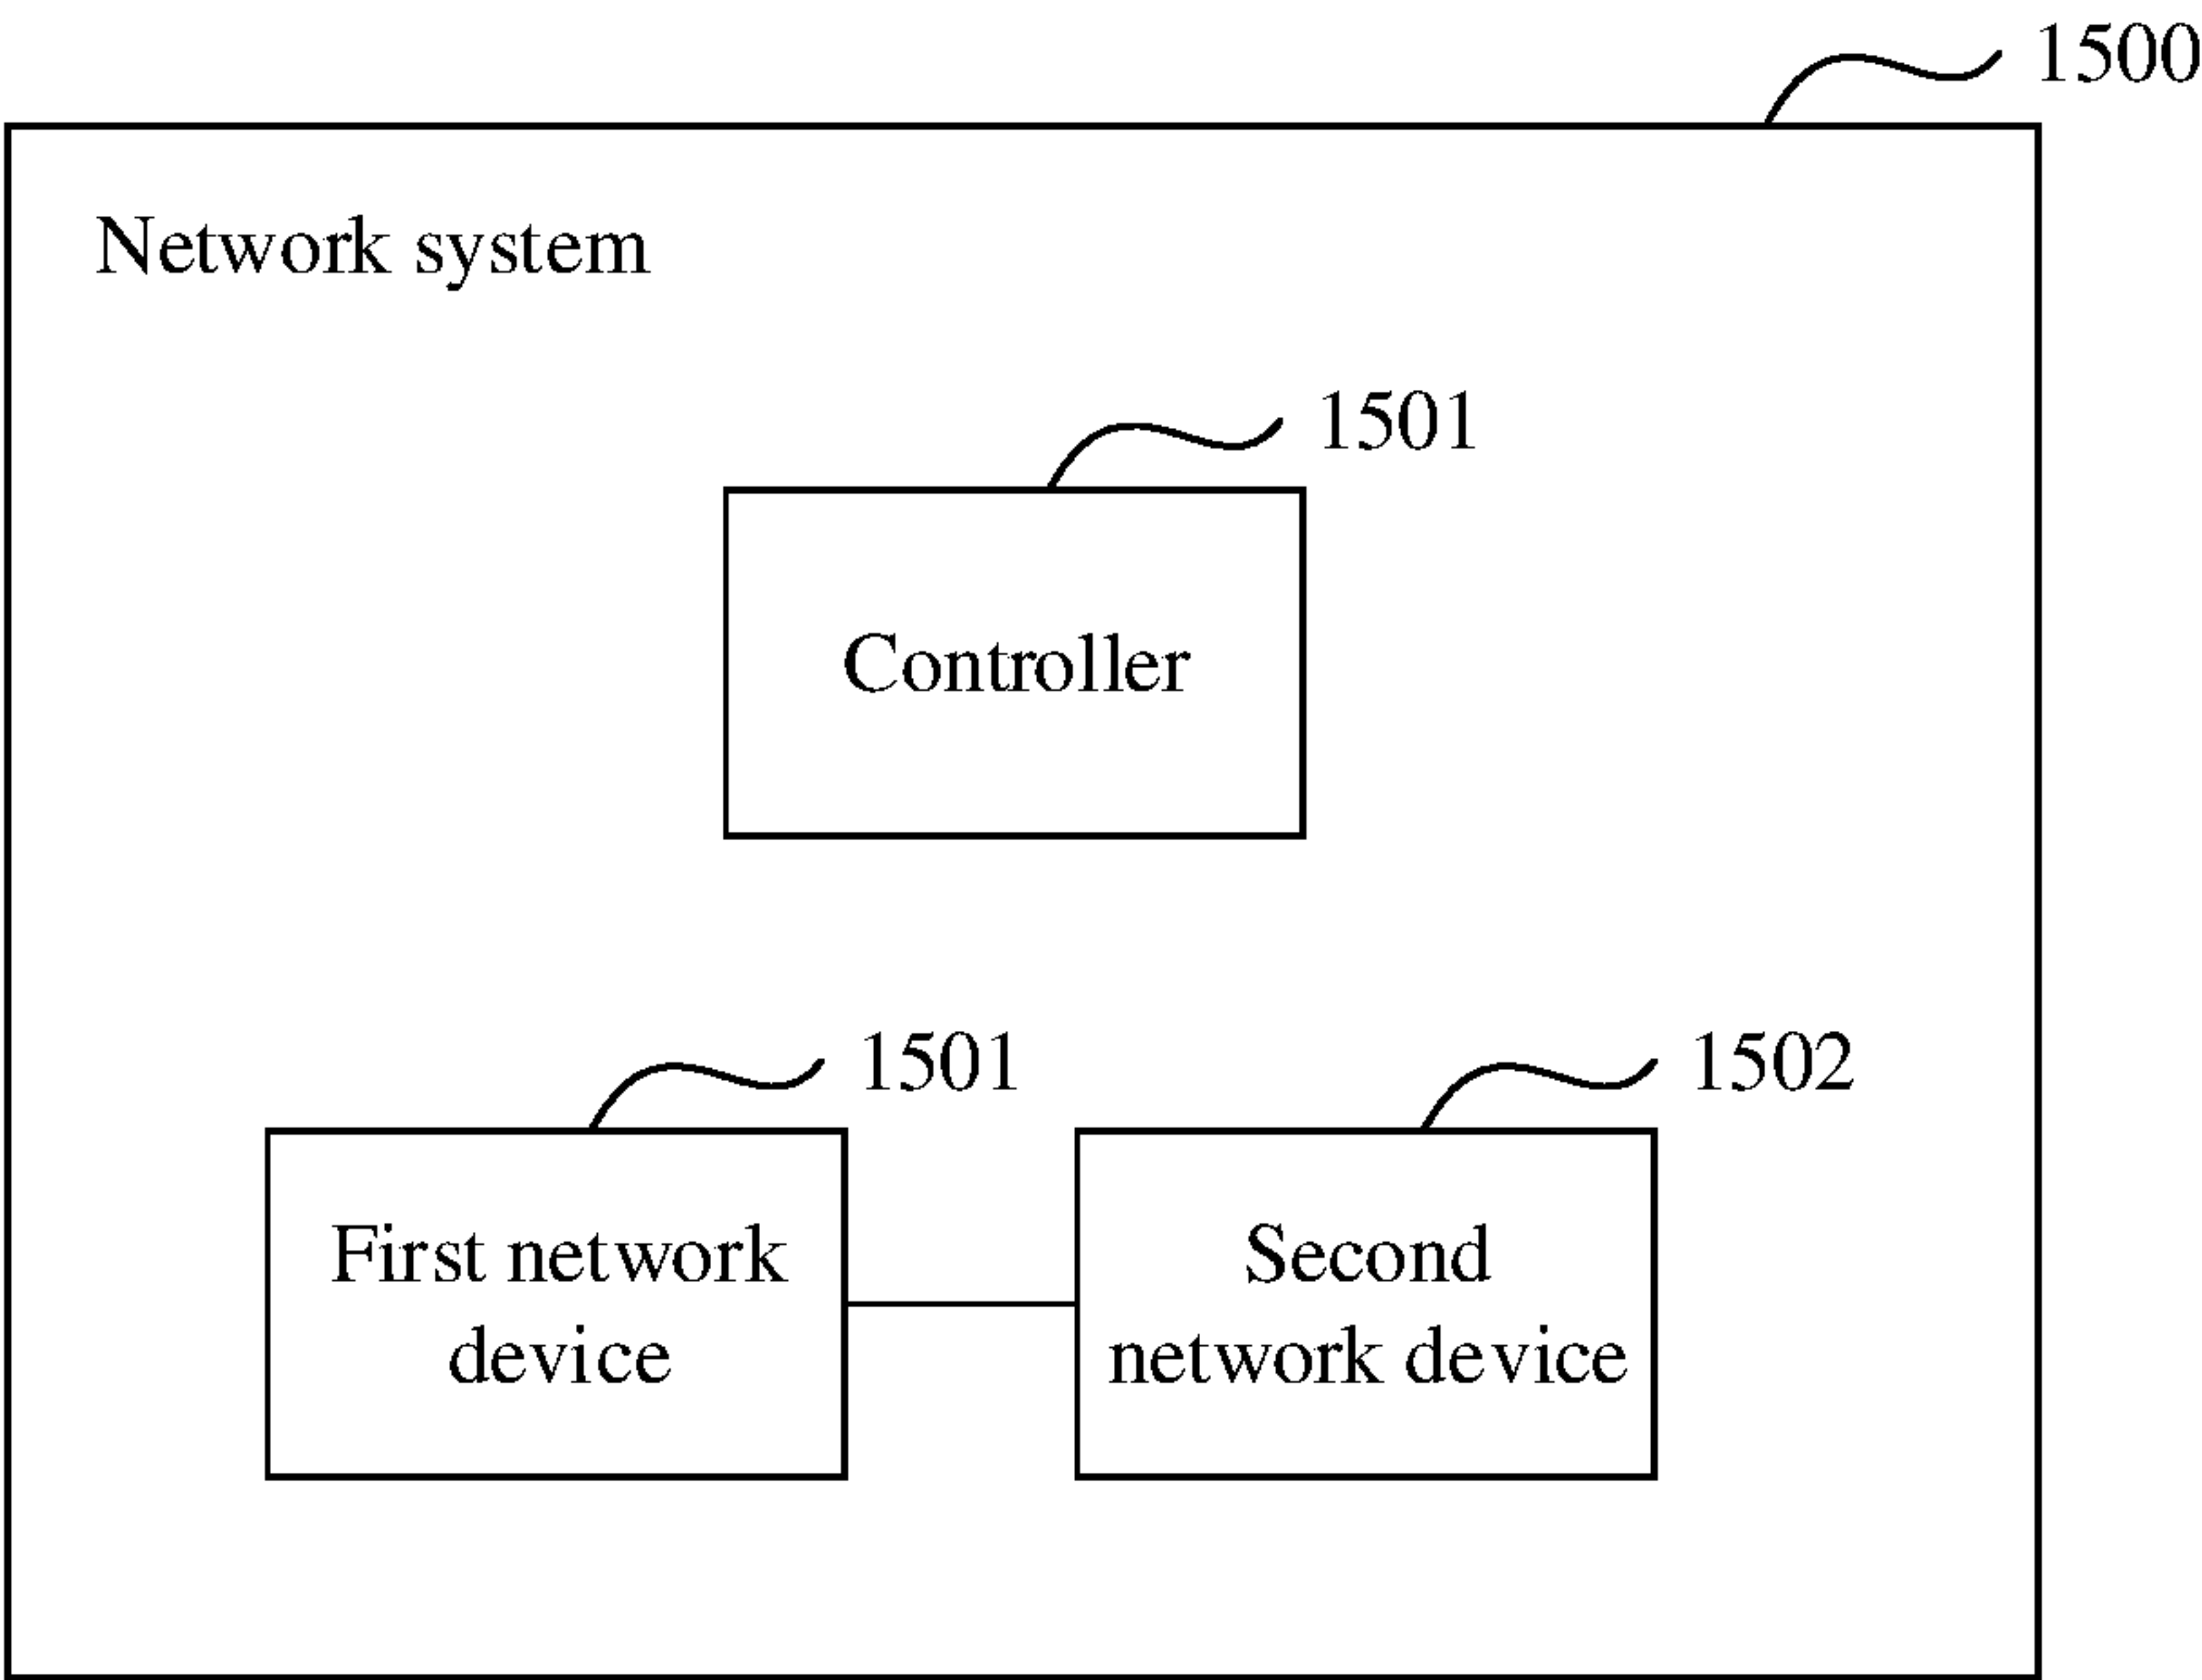 1500
Network system
1501
Controller
1501
1502
First network
device
Second
network device